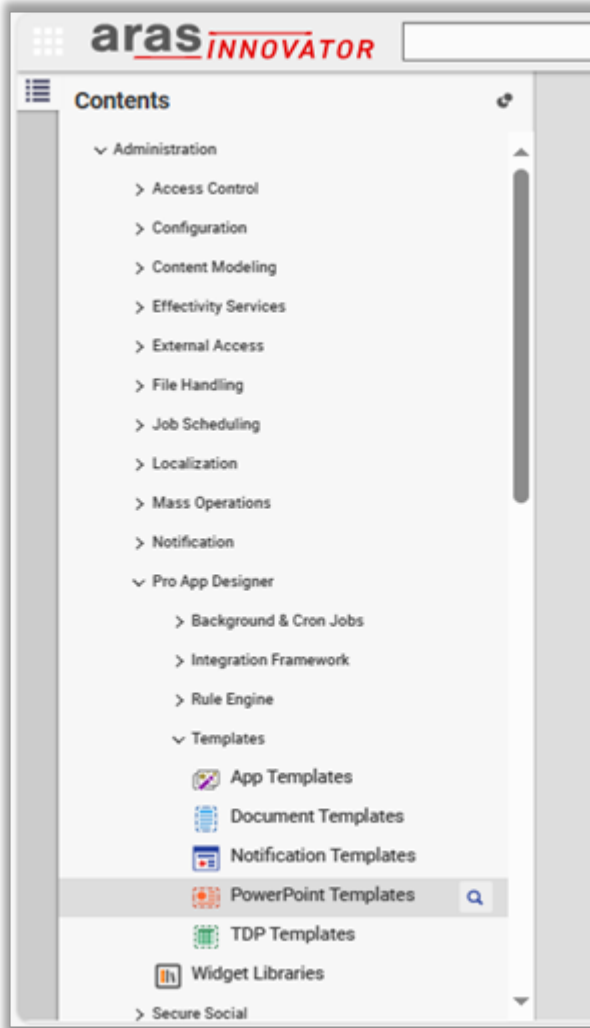 aras INNOVATOR
Contents
Administration
Access Control
Configuration
Content Modeling
Effectivity Services
External Access
File Handling
Job Scheduling
Localization
Mass Operations
Notification
Pro App Designer
Background & Cron Jobs
Integration Framework
Rule Engine
Templates
App Templates
Document Templates
Notification Templates
PowerPoint Templates
TDP Templates
Widget Libraries
Secure Social